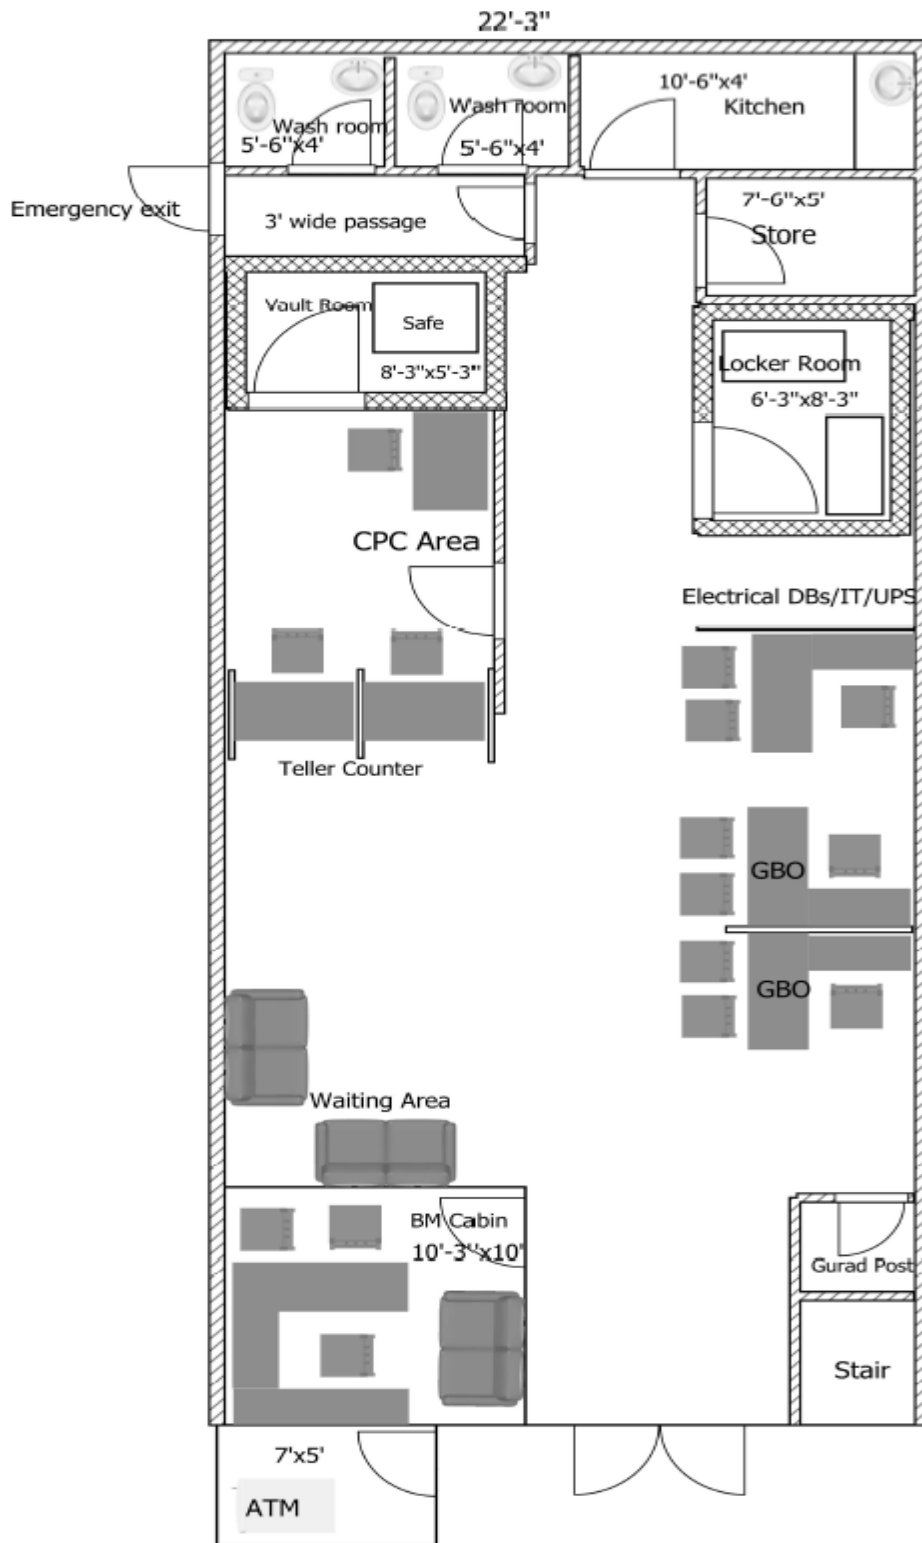 22'-3"
10'-6"x4'
Kitchen
Wash room
5'-6"x4'
Wash room
5'-6"x4'
Emergency exit
3' wide passage
7'-6"x5'
Store
Vault Room
Safe
8'-3"x5'-3"
Locker Room
6'-3"x8'-3"
CPC Area
Electrical DBs/IT/UPS
Teller Counter
GBO
GBO
Waiting Area
BM Cabin
10'-3"x10'
Gurad Post
Stair
7'x5'
ATM